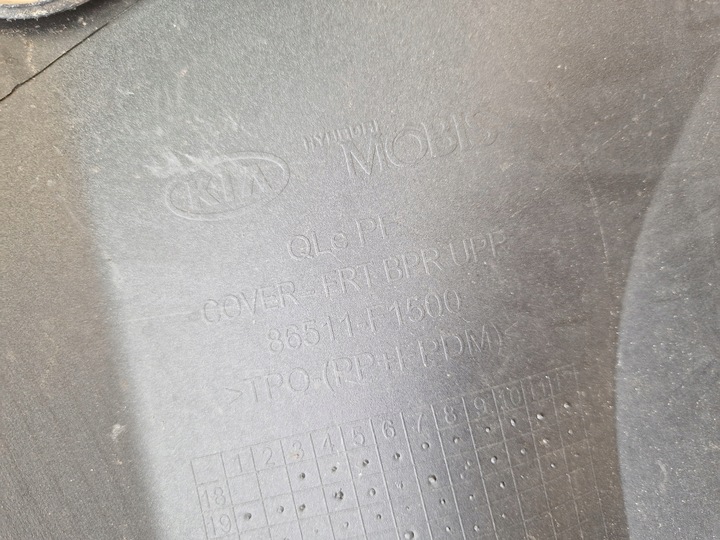 KIA
HYUNDAI
MOBIS
QLe PE
COVER - FRT BPR UPR
86511-F1500
>TPO-(PP+EPDM)
1 2 3 4 5 6 7 8 9 10 11
18
19